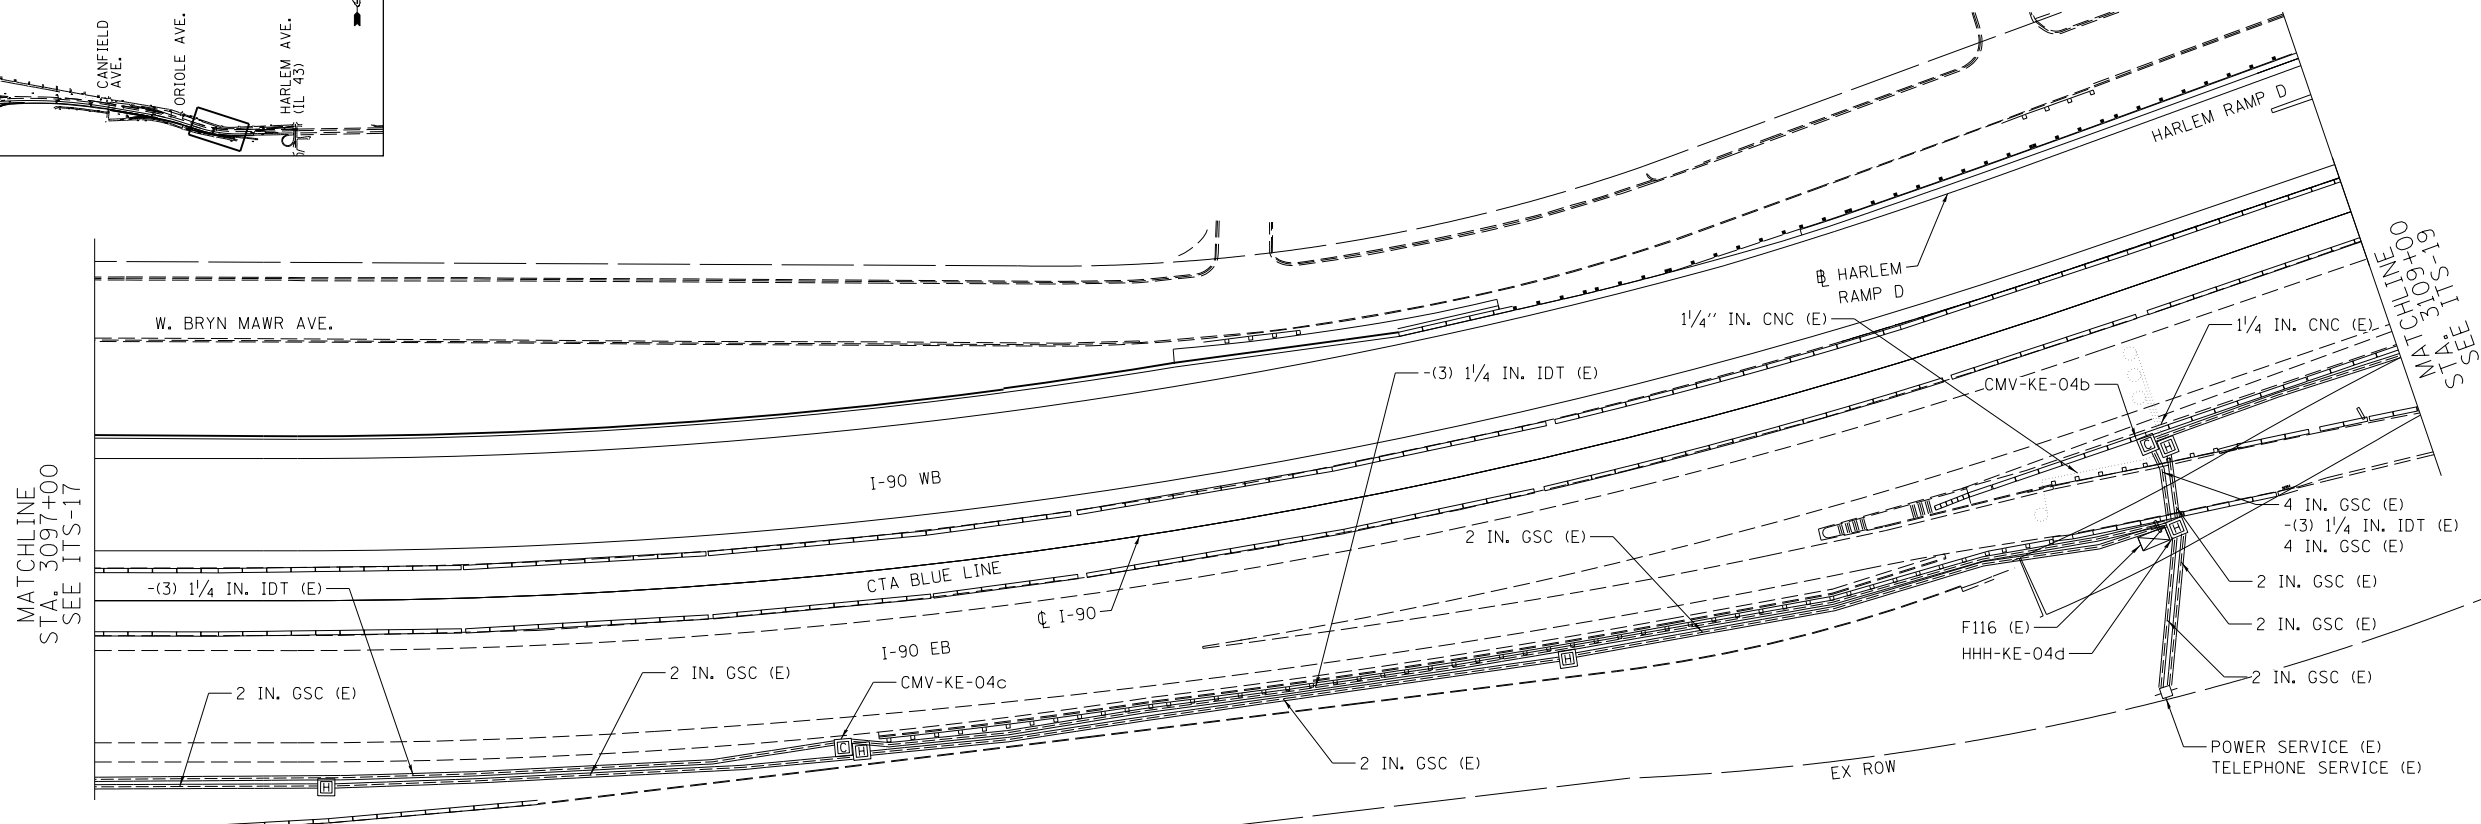 CANFIELD
AVE.
ORIOLE AVE.
HARLEM AVE.
(IL 43)
HARLEM RAMP D
W. BRYN MAWR AVE.
℄ HARLEM
RAMP D
1¼" IN. CNC (E)
1¼ IN. CNC (E)
MATCHLINE
STA. 3109+00
SEE ITS-19
-(3) 1¼ IN. IDT (E)
CMV-KE-04b
I-90 WB
MATCHLINE
STA. 3097+00
SEE ITS-17
4 IN. GSC (E)
-(3) 1¼ IN. IDT (E)
4 IN. GSC (E)
2 IN. GSC (E)
CTA BLUE LINE
-(3) 1¼ IN. IDT (E)
℄ I-90
2 IN. GSC (E)
F116 (E)
2 IN. GSC (E)
HHH-KE-04d
I-90 EB
2 IN. GSC (E)
2 IN. GSC (E)
CMV-KE-04c
2 IN. GSC (E)
C
H
H
H
C
H
H
2 IN. GSC (E)
EX ROW
POWER SERVICE (E)
TELEPHONE SERVICE (E)